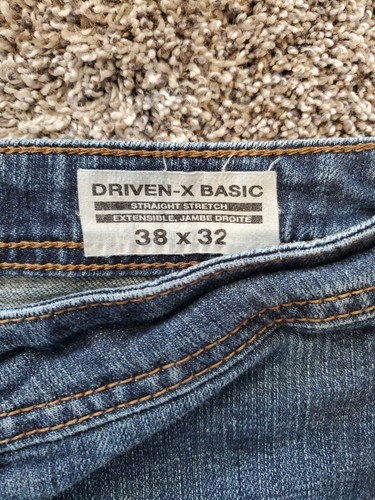 DRIVEN-X BASIC
STRAIGHT STRETCH
EXTENSIBLE, JAMBE DROITE
38 x 32